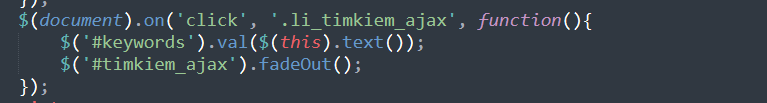 });
$(document).on('click', '.li_timkiem_ajax', function(){
    $('#keywords').val($(this).text());
    $('#timkiem_ajax').fadeOut();
});